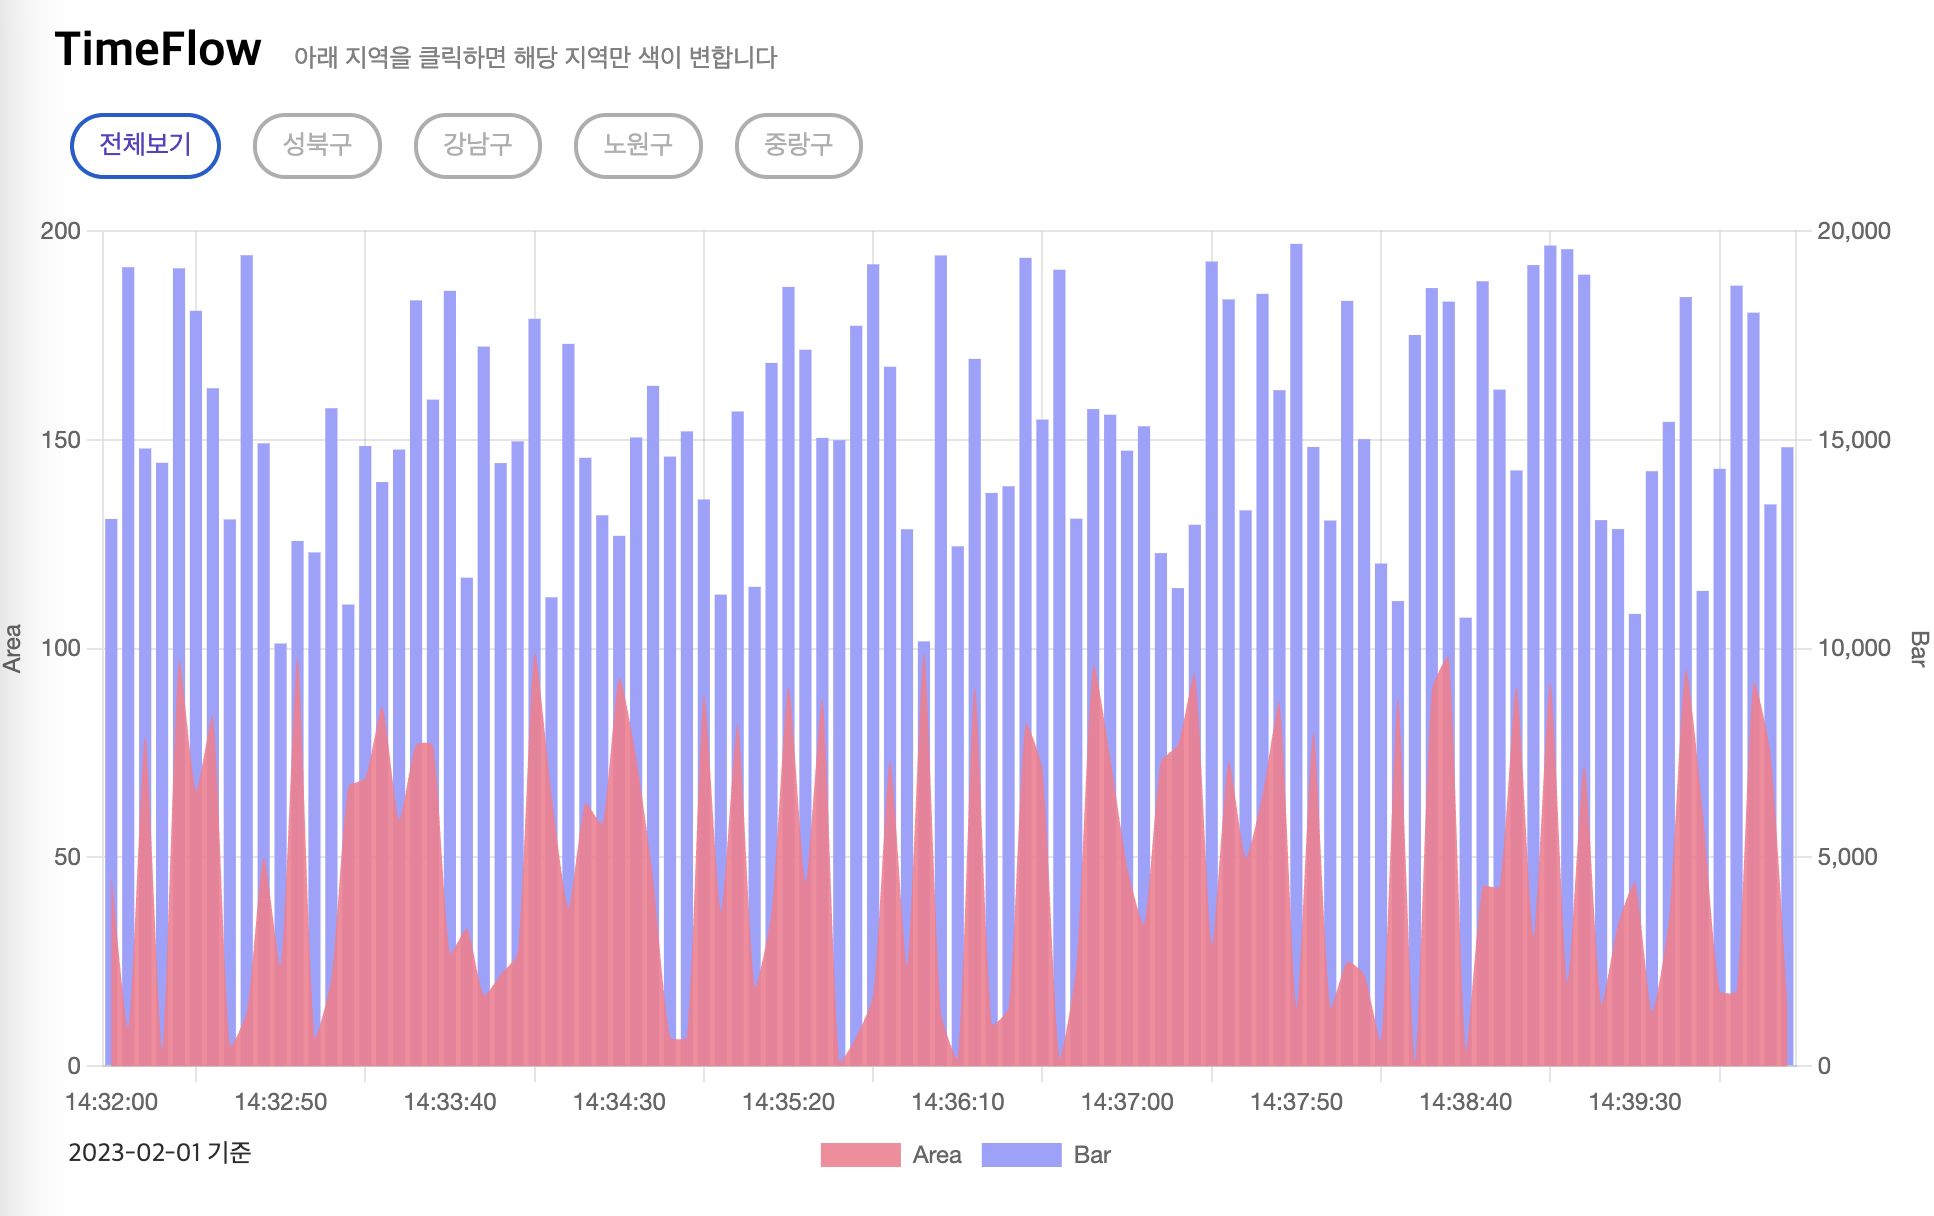 TimeFlow 아래 지역을 클릭하면 해당 지역만 색이 변합니다
전체보기 성북구 강남구 노원구 중랑구
200 20,000
150 15,000
Area 100 10,000 Bar
50 5,000
0 0
14:32:00 14:32:50 14:33:40 14:34:30 14:35:20 14:36:10 14:37:00 14:37:50 14:38:40 14:39:30
2023-02-01 기준 Area Bar